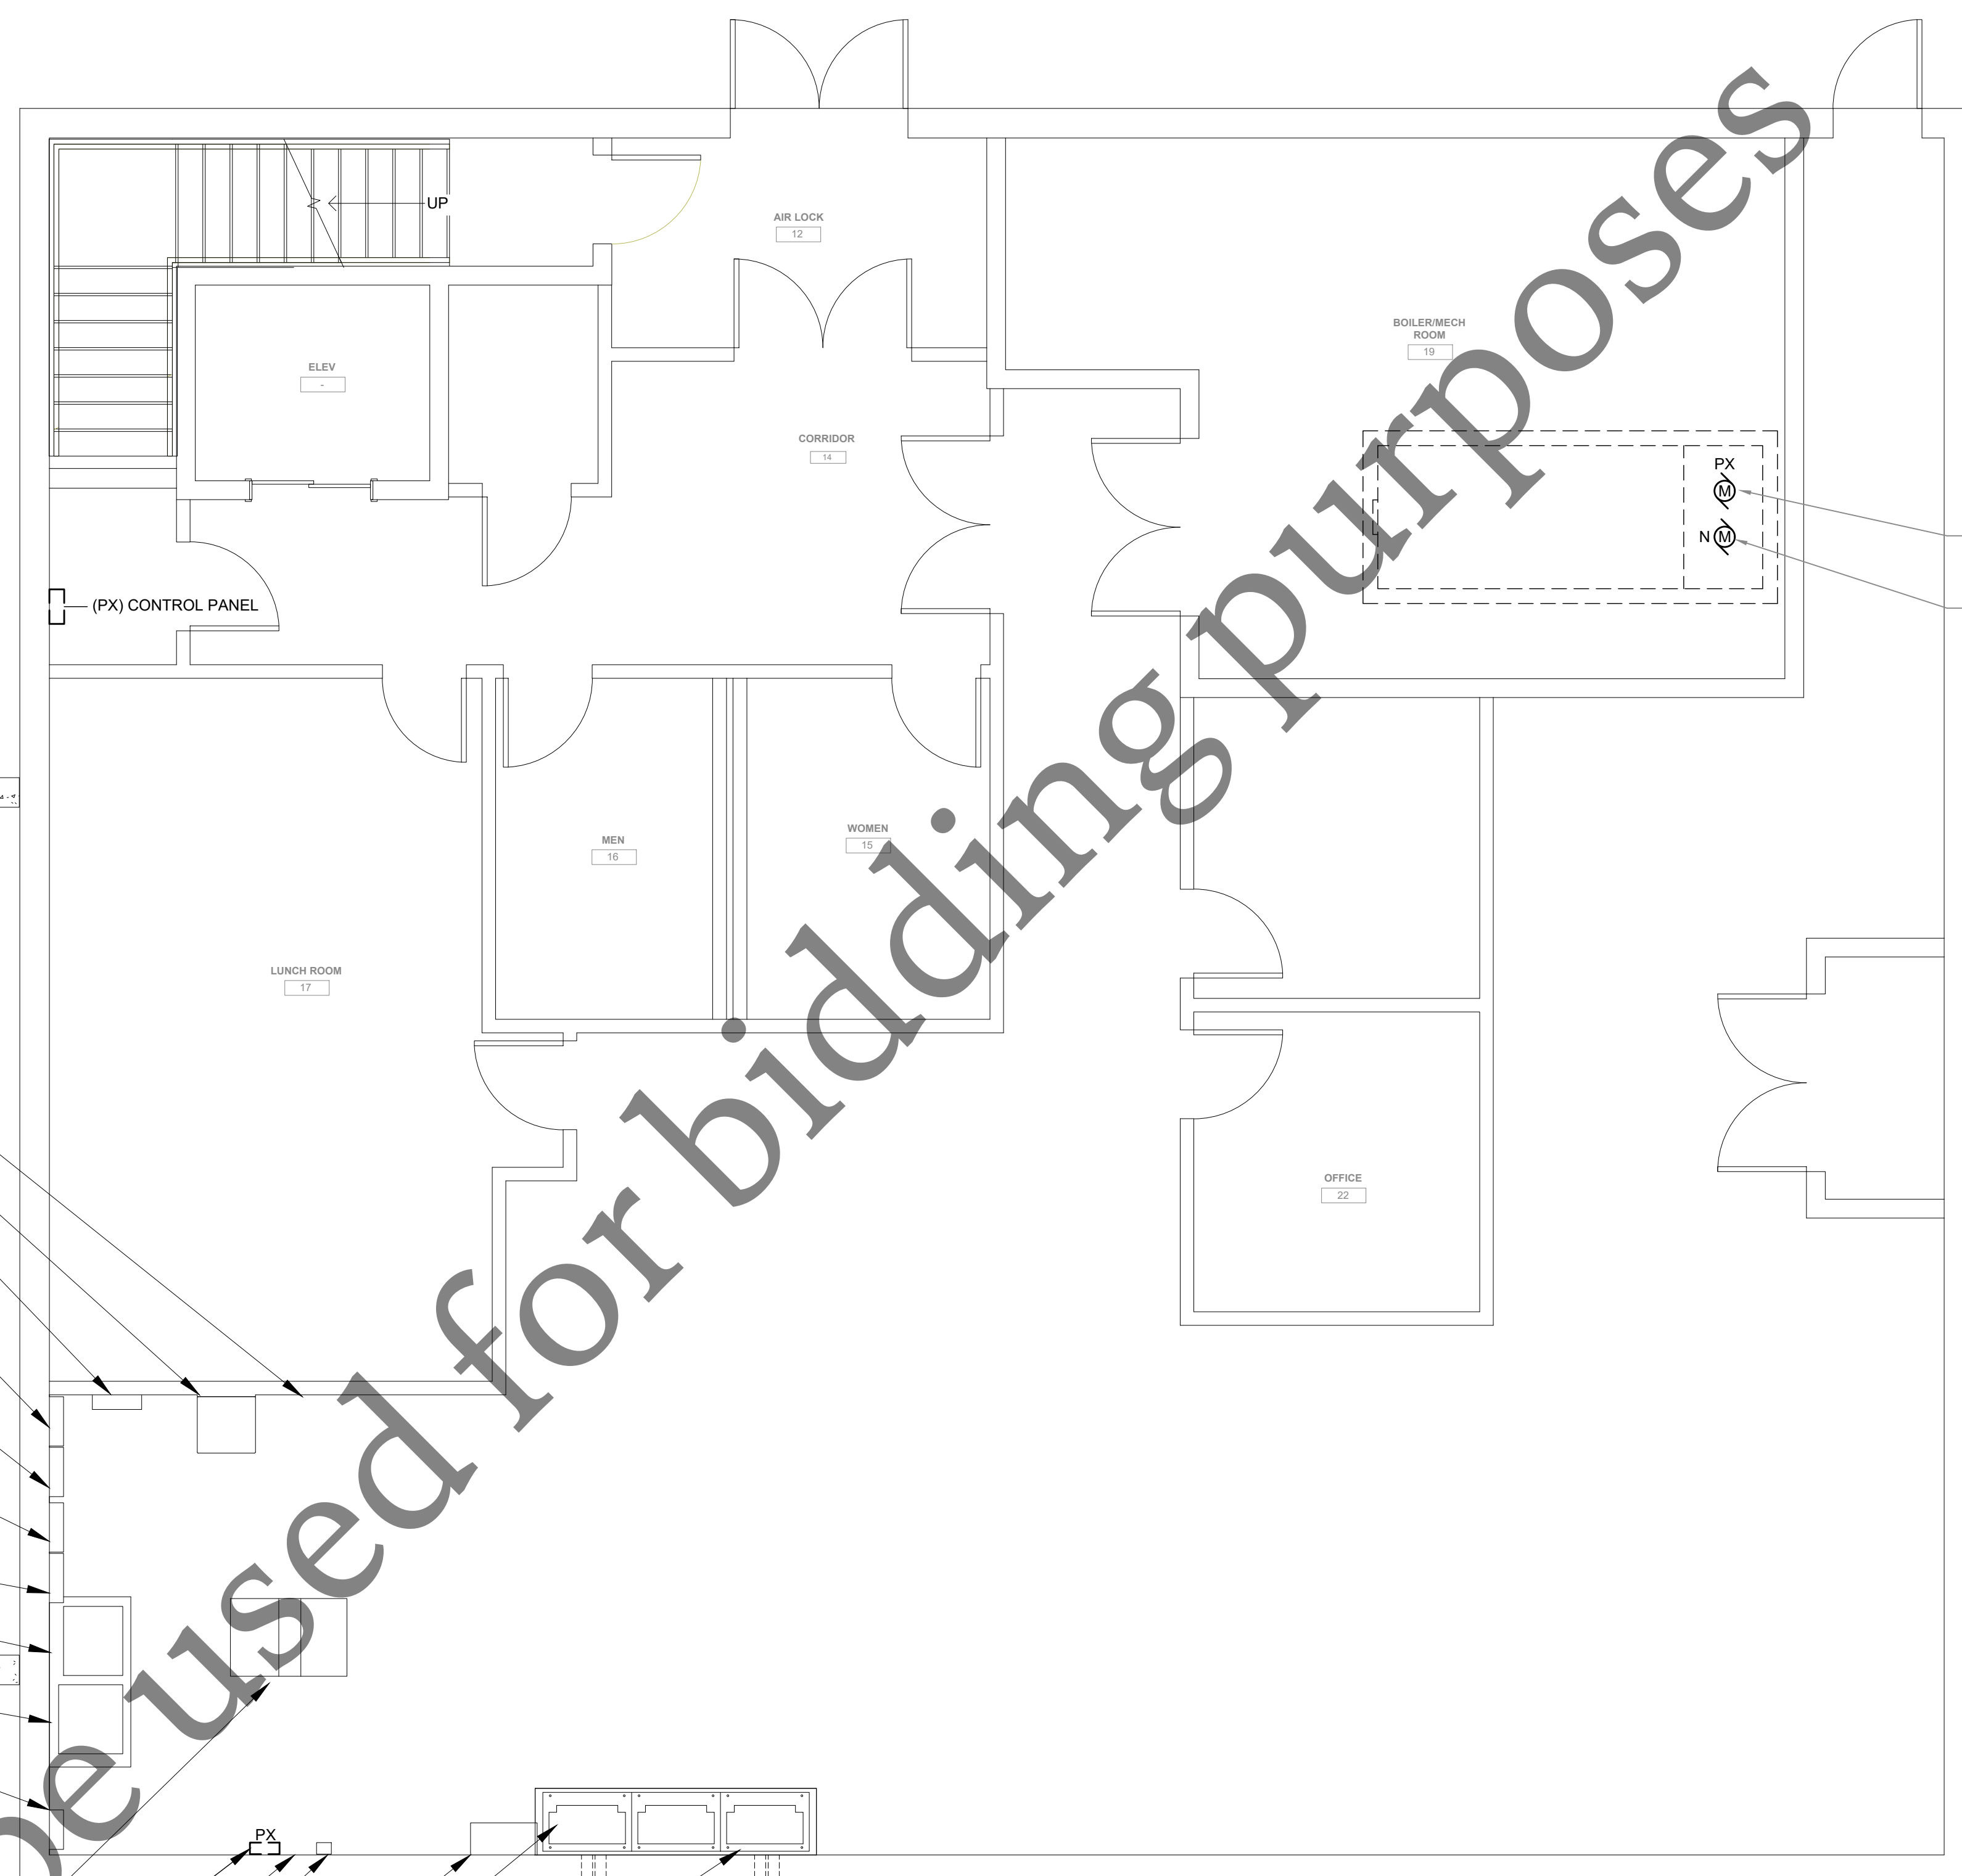 UP
AIR LOCK
12
BOILER/MECH
ROOM
19
ELEV
-
CORRIDOR
14
PX
M
N M
(PX) CONTROL PANEL
MEN
16
WOMEN
15
LUNCH ROOM
17
OFFICE
22
PX
be used for bidding purposes